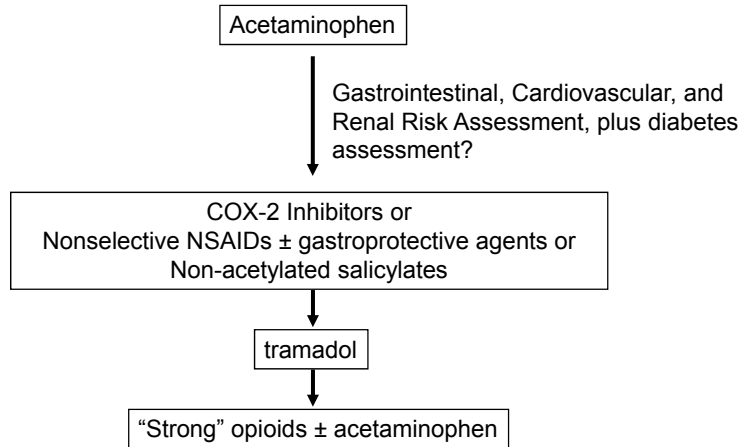 Acetaminophen
Gastrointestinal, Cardiovascular, and
Renal Risk Assessment, plus diabetes
assessment?
COX-2 Inhibitors or
Nonselective NSAIDs ± gastroprotective agents or
Non-acetylated salicylates
tramadol
“Strong” opioids ± acetaminophen